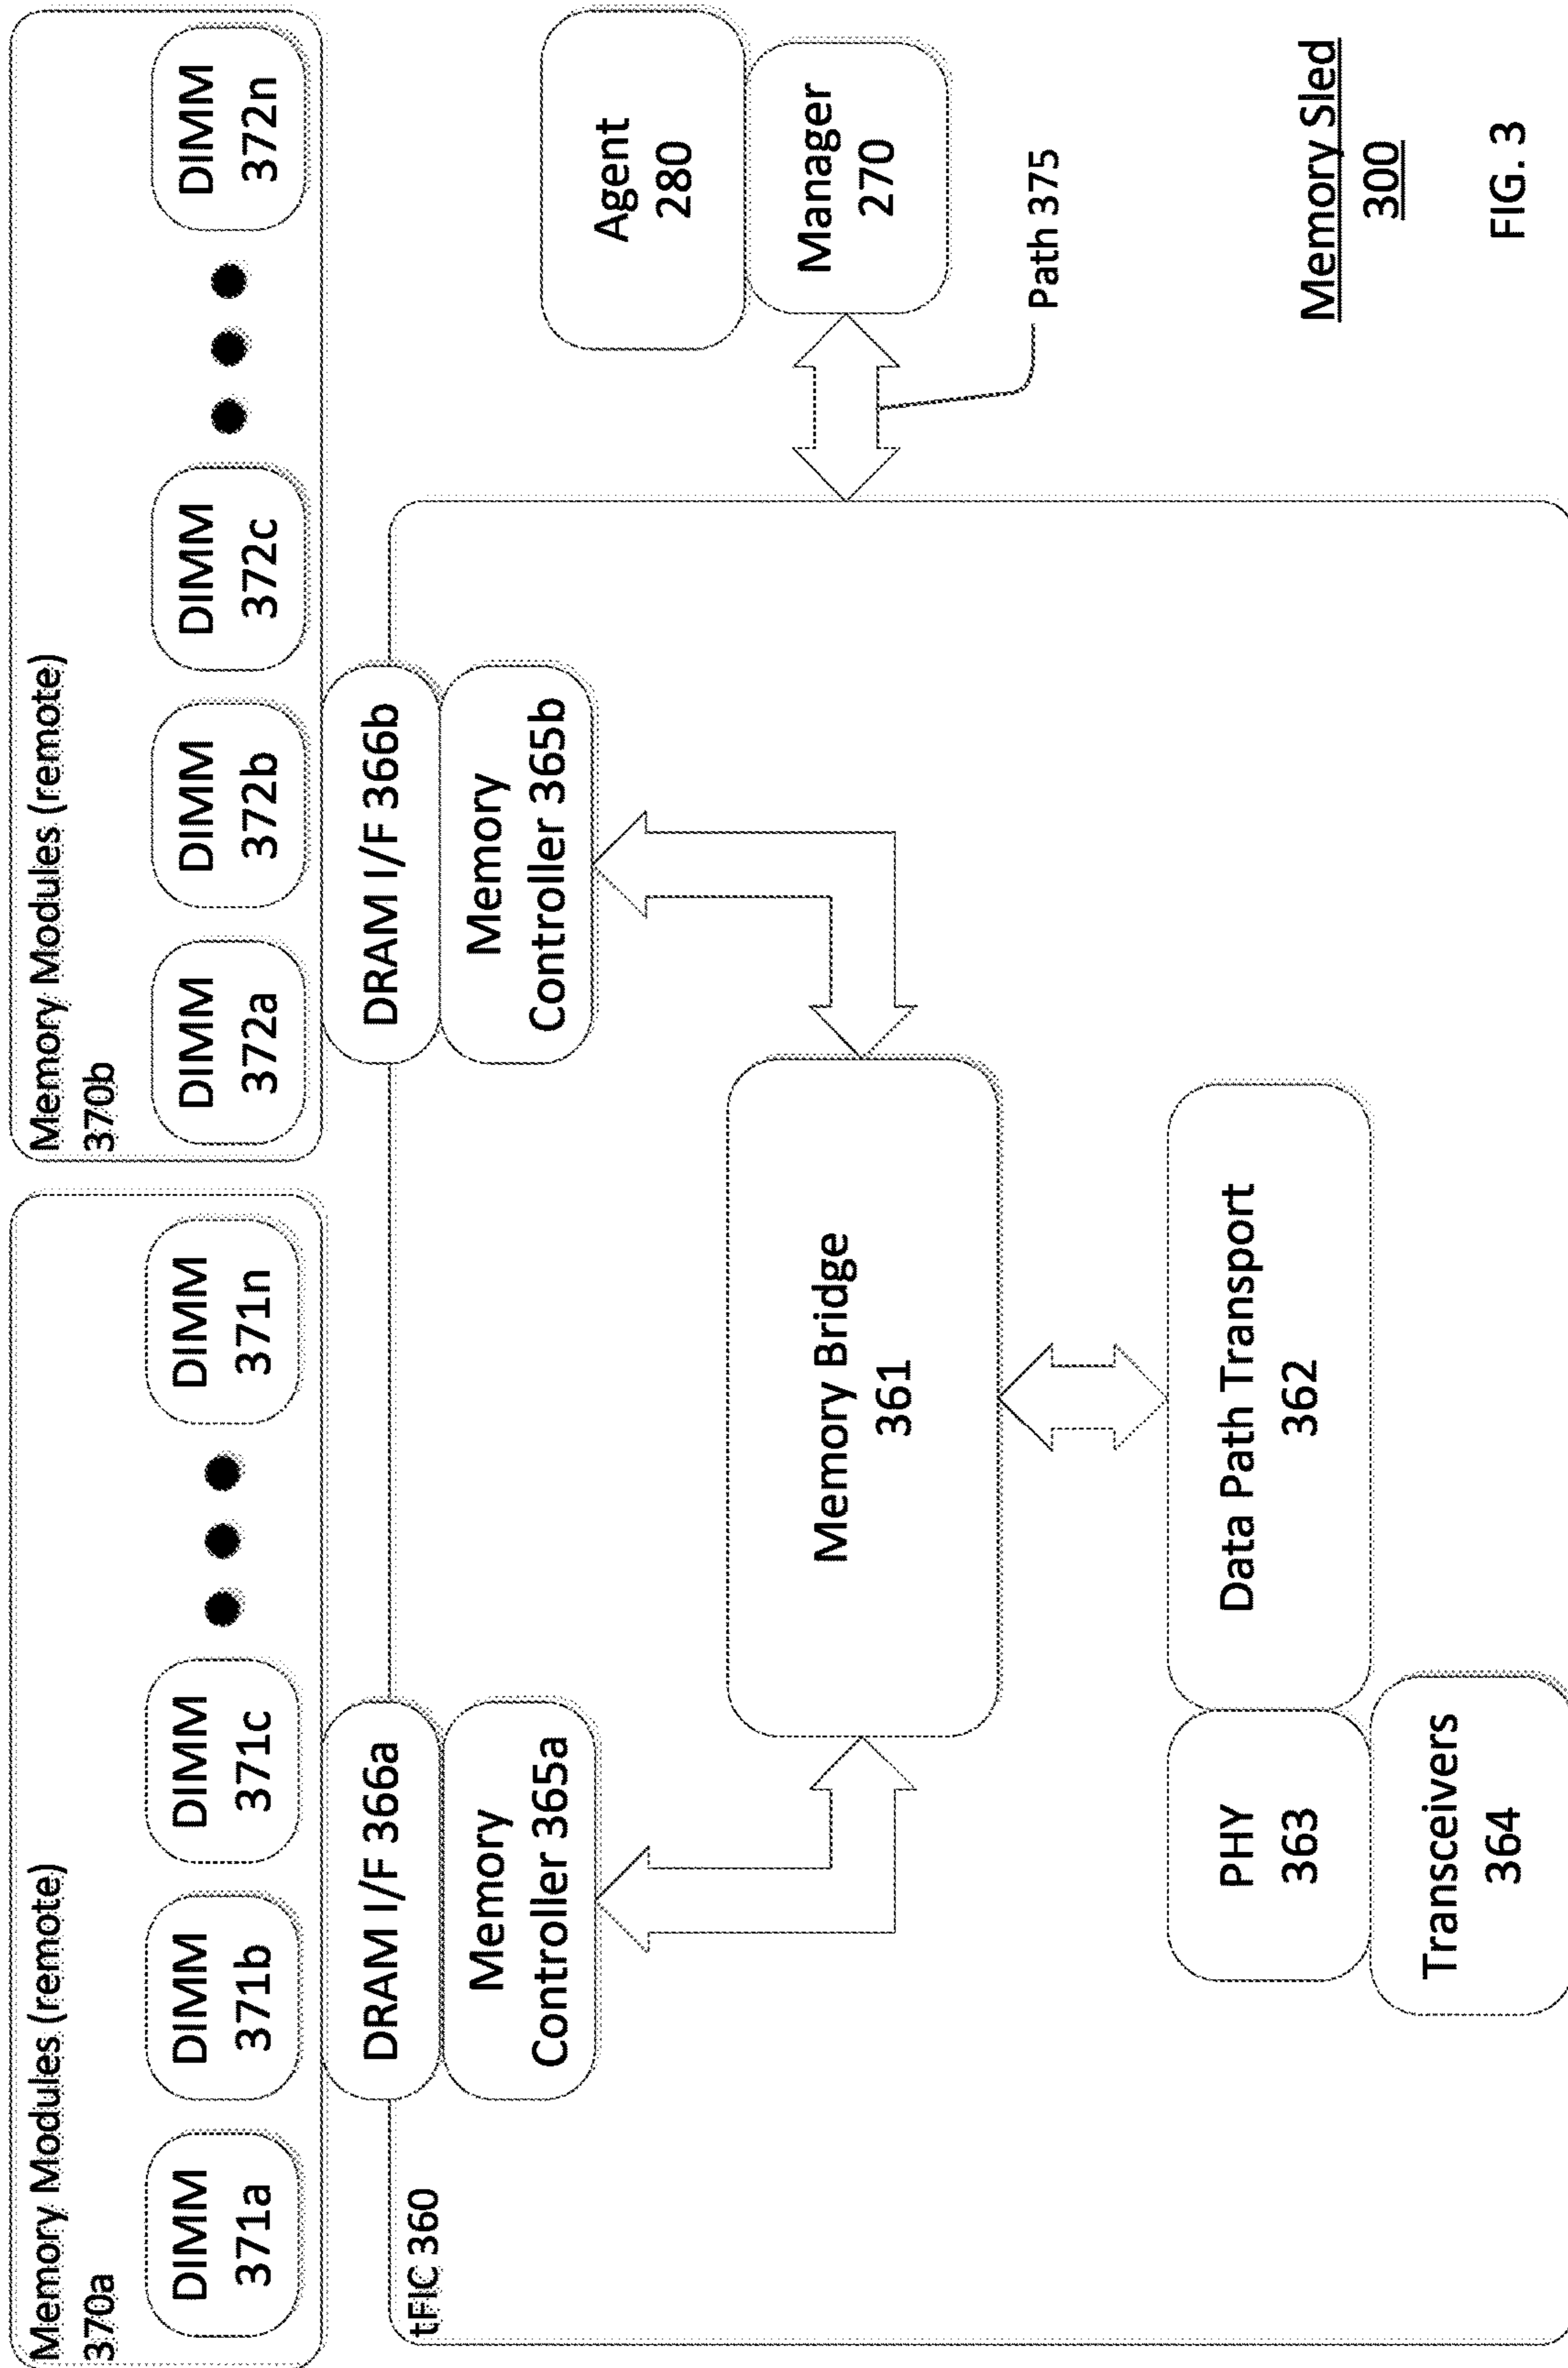 Memory Modules (remote)
370a
DIMM
371a
DIMM
371b
DIMM
371c
DIMM
371n
Memory Modules (remote)
370b
DIMM
372a
DIMM
372b
DIMM
372c
DIMM
372n
tFIC 360
DRAM I/F 366a
Memory
Controller 365a
DRAM I/F 366b
Memory
Controller 365b
Agent
280
Manager
270
Path 375
Memory Bridge
361
PHY
363
Data Path Transport
362
Transceivers
364
Memory Sled
300
FIG. 3